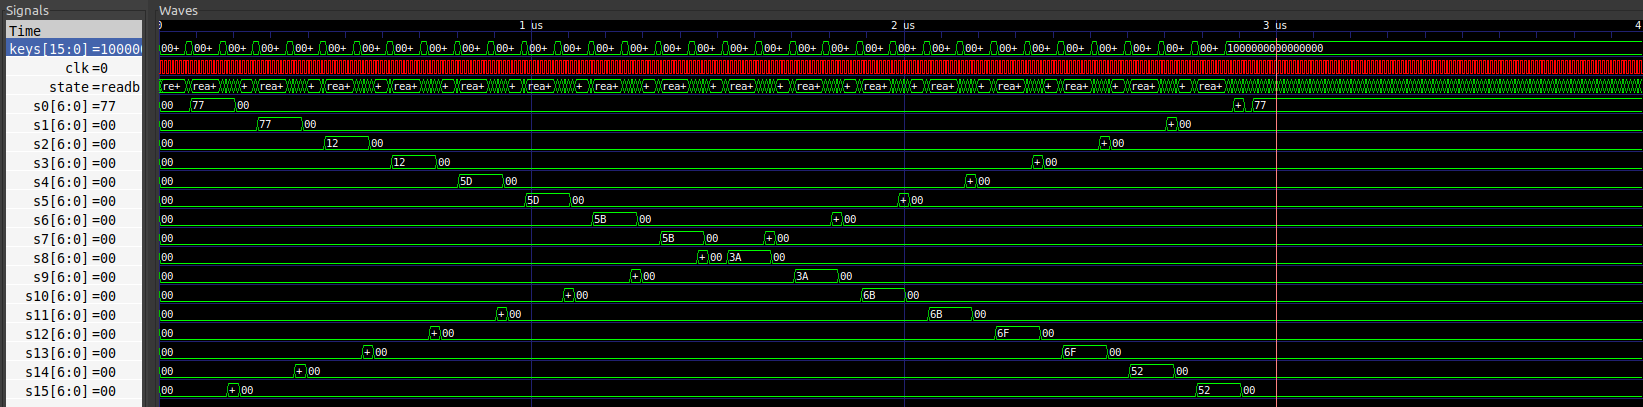 Signals
Waves
Time
0 1 us 2 us 3 us 4
keys[15:0] =100000 00+ 00+ 00+ 00+ 00+ 00+ 00+ 00+ 00+ 00+ 00+ 00+ 00+ 00+ 00+ 00+ 00+ 00+ 00+ 00+ 00+ 00+ 00+ 00+ 00+ 00+ 00+ 00+ 00+ 00+ 00+ 00+ 1000000000000000
clk =0
state =readb re+ rea+ + rea+ + rea+ + rea+ + rea+ + rea+ + rea+ + rea+ + rea+ + rea+ + rea+ + rea+ + rea+ + rea+ + rea+ + rea+
s0[6:0] =77 00 77 00 + 77
s1[6:0] =00 00 77 00 + 00
s2[6:0] =00 00 12 00 + 00
s3[6:0] =00 00 12 00 + 00
s4[6:0] =00 00 5D 00 + 00
s5[6:0] =00 00 5D 00 + 00
s6[6:0] =00 00 5B 00 + 00
s7[6:0] =00 00 5B 00 + 00
s8[6:0] =00 00 + 00 3A 00
s9[6:0] =00 00 + 00 3A 00
s10[6:0] =00 00 + 00 6B 00
s11[6:0] =00 00 + 00 6B 00
s12[6:0] =00 00 + 00 6F 00
s13[6:0] =00 00 + 00 6F 00
s14[6:0] =00 00 + 00 52 00
s15[6:0] =00 00 + 00 52 00